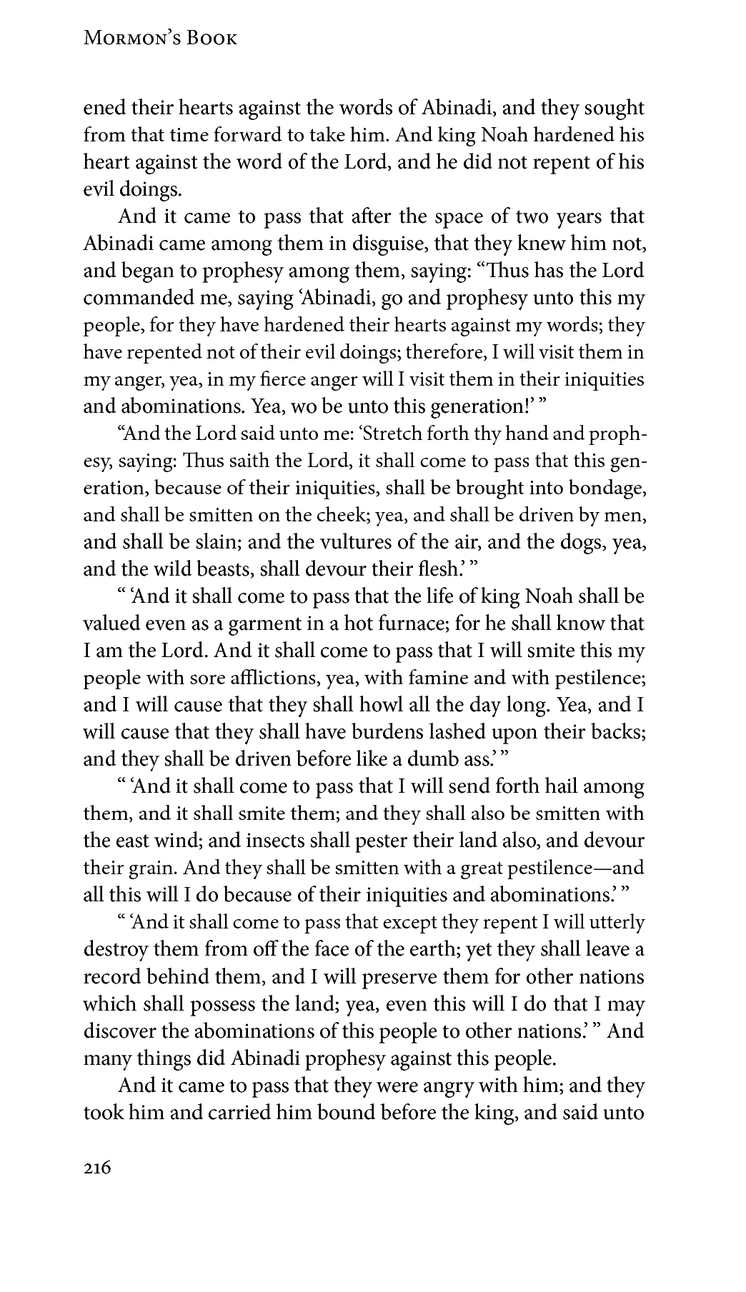 Mormon’s Book
ened their hearts against the words of Abinadi, and they sought
from that time forward to take him. And king Noah hardened his
heart against the word of the Lord, and he did not repent of his
evil doings.
And it came to pass that after the space of two years that
Abinadi came among them in disguise, that they knew him not,
and began to prophesy among them, saying: “Thus has the Lord
commanded me, saying ‘Abinadi, go and prophesy unto this my
people, for they have hardened their hearts against my words; they
have repented not of their evil doings; therefore, I will visit them in
my anger, yea, in my fierce anger will I visit them in their iniquities
and abominations. Yea, wo be unto this generation!’ ”
“And the Lord said unto me: ‘Stretch forth thy hand and proph-
esy, saying: Thus saith the Lord, it shall come to pass that this gen-
eration, because of their iniquities, shall be brought into bondage,
and shall be smitten on the cheek; yea, and shall be driven by men,
and shall be slain; and the vultures of the air, and the dogs, yea,
and the wild beasts, shall devour their flesh.’ ”
“ ‘And it shall come to pass that the life of king Noah shall be
valued even as a garment in a hot furnace; for he shall know that
I am the Lord. And it shall come to pass that I will smite this my
people with sore afflictions, yea, with famine and with pestilence;
and I will cause that they shall howl all the day long. Yea, and I
will cause that they shall have burdens lashed upon their backs;
and they shall be driven before like a dumb ass.’ ”
“ ‘And it shall come to pass that I will send forth hail among
them, and it shall smite them; and they shall also be smitten with
the east wind; and insects shall pester their land also, and devour
their grain. And they shall be smitten with a great pestilence—and
all this will I do because of their iniquities and abominations.’ ”
“ ‘And it shall come to pass that except they repent I will utterly
destroy them from off the face of the earth; yet they shall leave a
record behind them, and I will preserve them for other nations
which shall possess the land; yea, even this will I do that I may
discover the abominations of this people to other nations.’ ” And
many things did Abinadi prophesy against this people.
And it came to pass that they were angry with him; and they
took him and carried him bound before the king, and said unto
216